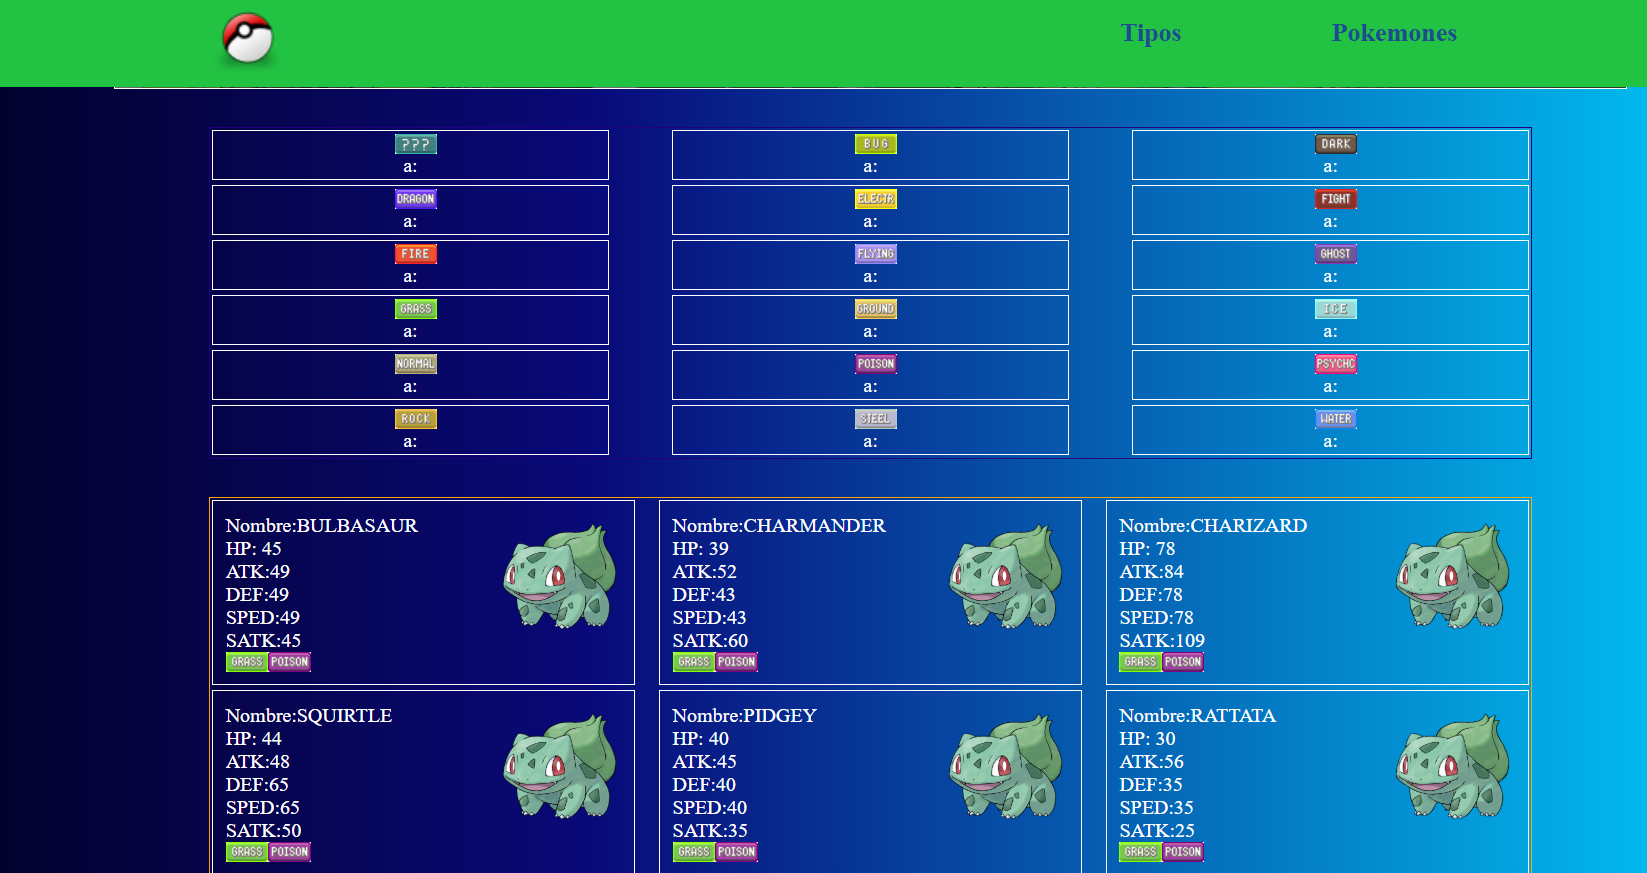 Tipos Pokemones
??? BUG DARK
a: a: a:
DRAGON ELECTR FIGHT
a: a: a:
FIRE FLYING GHOST
a: a: a:
GRASS GROUND ICE
a: a: a:
NORMAL POISON PSYCHC
a: a: a:
ROCK STEEL WATER
a: a: a:
Nombre:BULBASAUR
HP: 45
ATK:49
DEF:49
SPED:49
SATK:45
GRASS POISON
Nombre:CHARMANDER
HP: 39
ATK:52
DEF:43
SPED:43
SATK:60
GRASS POISON
Nombre:CHARIZARD
HP: 78
ATK:84
DEF:78
SPED:78
SATK:109
GRASS POISON
Nombre:SQUIRTLE
HP: 44
ATK:48
DEF:65
SPED:65
SATK:50
GRASS POISON
Nombre:PIDGEY
HP: 40
ATK:45
DEF:40
SPED:40
SATK:35
GRASS POISON
Nombre:RATTATA
HP: 30
ATK:56
DEF:35
SPED:35
SATK:25
GRASS POISON